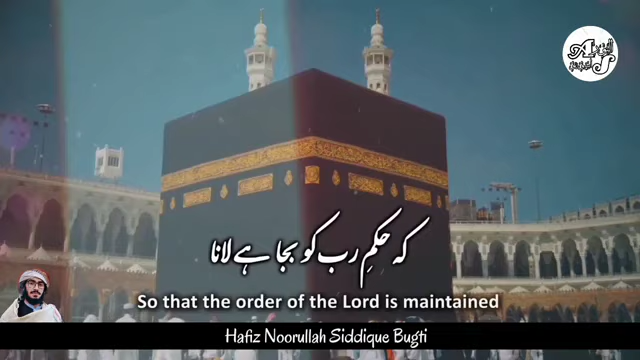 کہ حکمِ رب کو بجا ہے لانا
So that the order of the Lord is maintained
Hafiz Noorullah Siddique Bugti